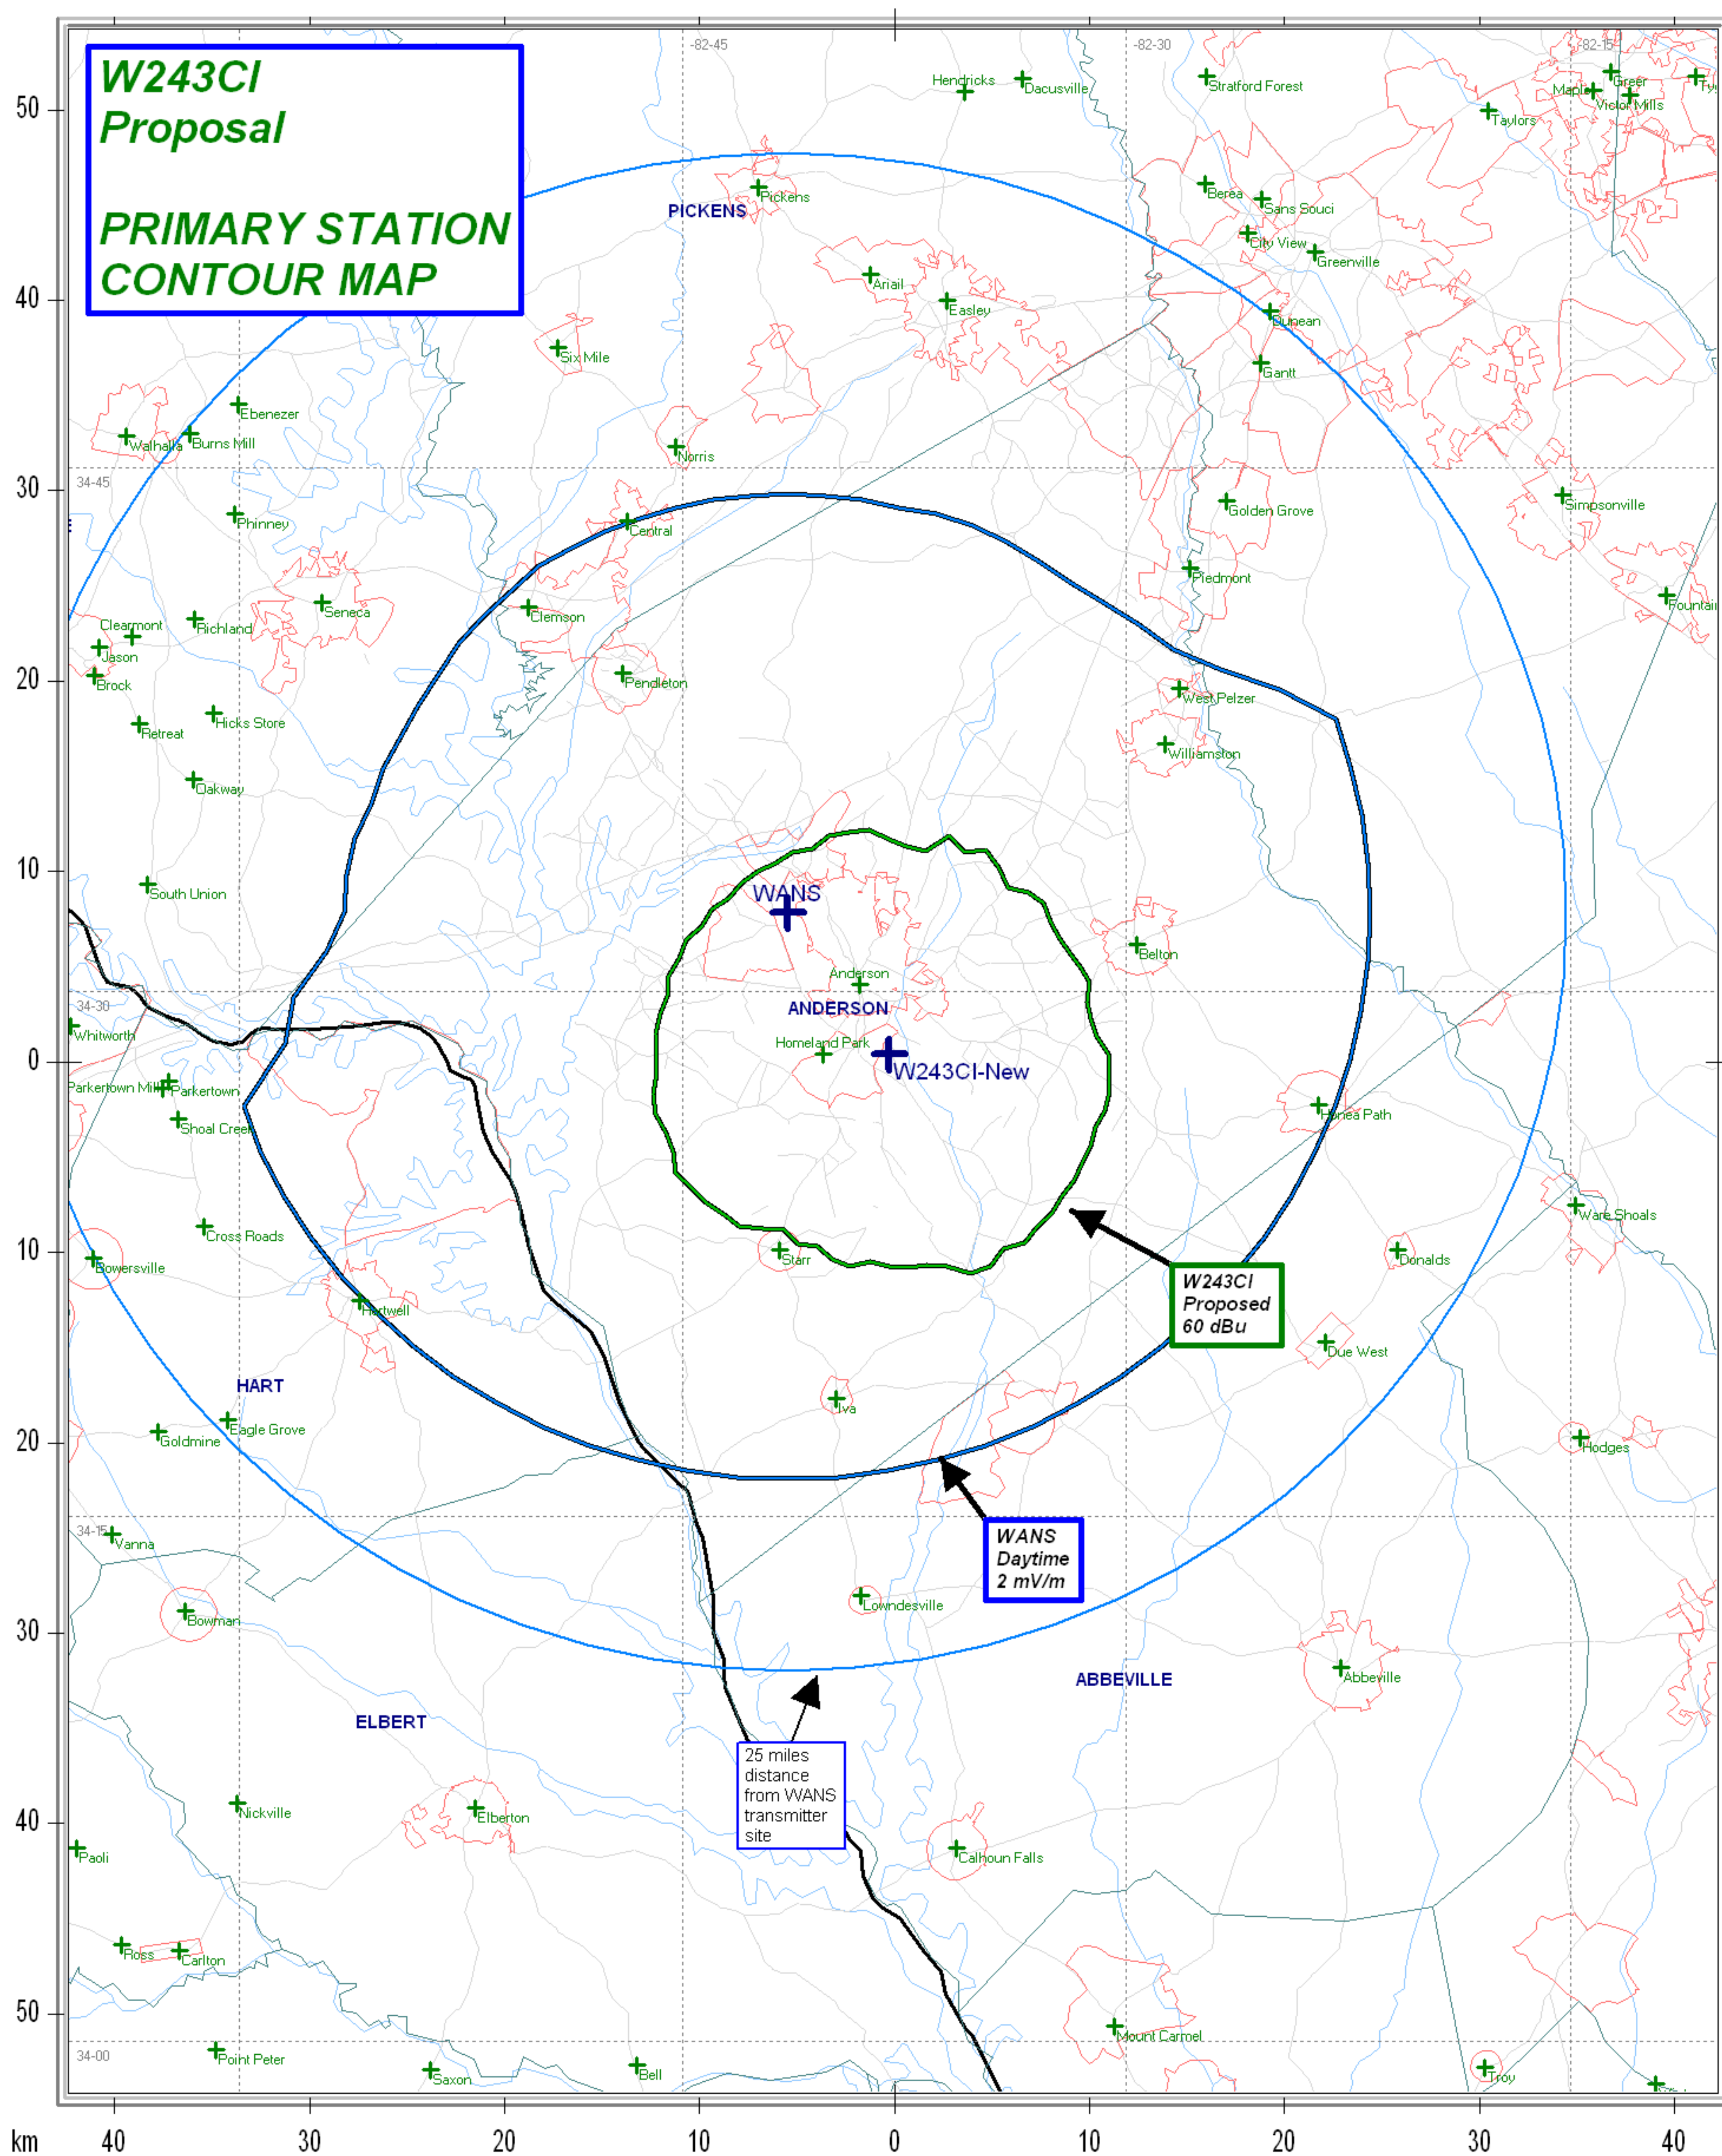 W243CI
Proposal
PRIMARY STATION
CONTOUR MAP
-82-45
-82-30
-82-15
Hendricks
Dacusville
Stratford Forest
Greer
Maple
Victor Mills
Taylors
50
Pickens
PICKENS
Berea
Sans Souci
City View
Greenville
Ariail
Easley
40
Dunean
Six Mile
Gantt
Ebenezer
Walhalla
Burns Mill
Norris
34-45
30
Simpsonville
Golden Grove
Phinney
Central
Piedmont
Seneca
Clemson
Fountain
Richland
Clearmont
Jason
Brock
Pendleton
20
West Pelzer
Hicks Store
Retreat
Williamston
Oakway
10
South Union
WANS
Belton
Anderson
ANDERSON
34-30
Whitworth
Homeland Park
0
W243CI-New
Parkertown Mill
Parkertown
Shoal Creek
Honea Path
Ware Shoals
Cross Roads
10
Bowersville
Starr
Donalds
W243CI
Proposed
60 dBu
Hartwell
Due West
HART
Iva
Eagle Grove
Goldmine
20
Hodges
34-15
Vanna
WANS
Daytime
2 mV/m
Lowndesville
Bowman
30
ABBEVILLE
Abbeville
ELBERT
25 miles
distance
from WANS
transmitter
site
Nickville
Elberton
40
Paoli
Calhoun Falls
Ross
Carlton
50
Mount Carmel
34-00
Point Peter
Saxon
Bell
Troy
km
40
30
20
10
0
10
20
30
40